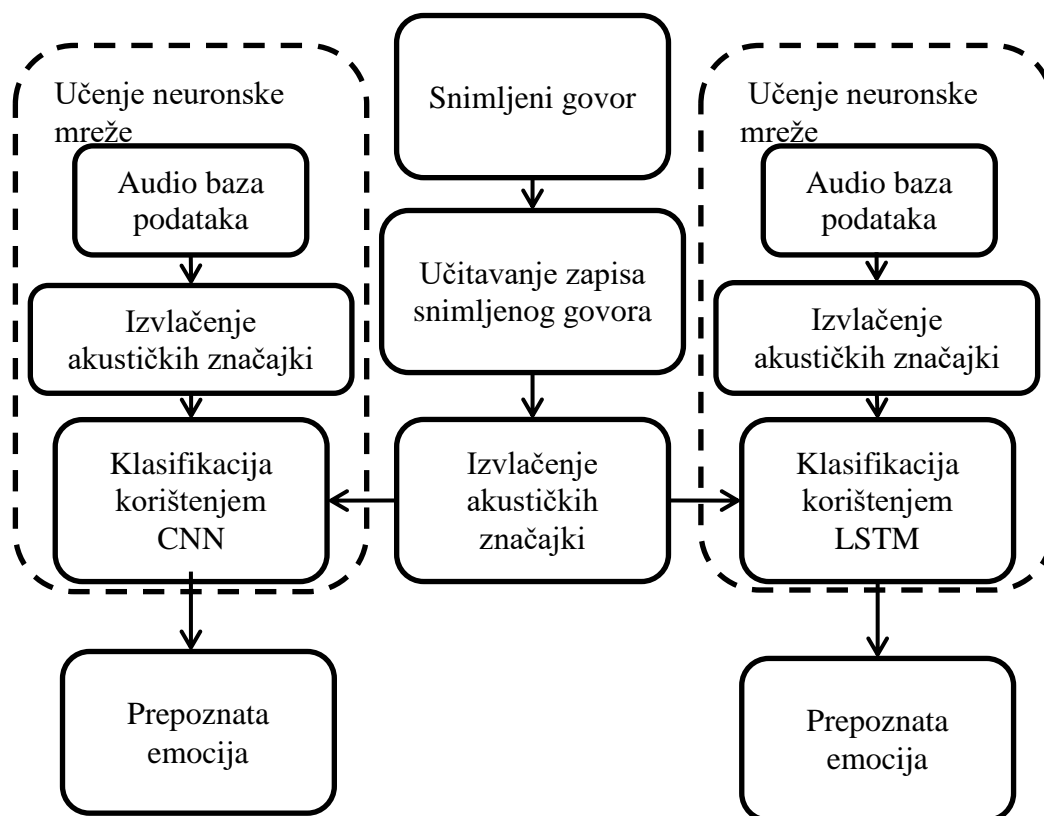 Učenje neuronske
mreže
Audio baza
podataka
Izvlačenje
akustičkih značajki
Klasifikacija
korištenjem
CNN
Prepoznata
emocija
Snimljeni govor
Učitavanje zapisa
snimljenog govora
Izvlačenje
akustičkih
značajki
Učenje neuronske
mreže
Audio baza
podataka
Izvlačenje
akustičkih značajki
Klasifikacija
korištenjem
LSTM
Prepoznata
emocija